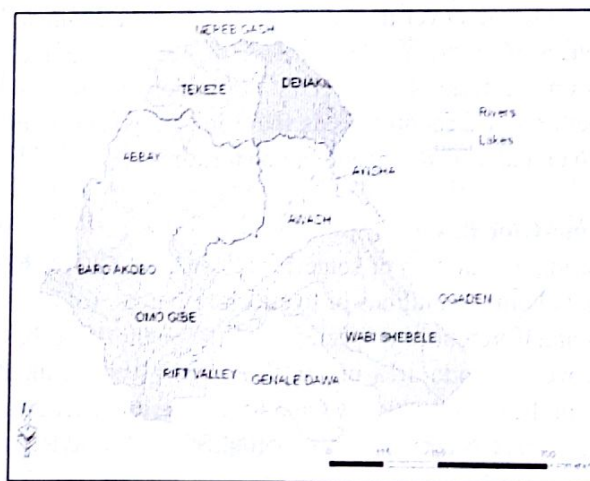 MEREB GASH
TEKEZE
DENAKIL
Rivers
Lakes
ABBAY
AYSHA
AWASH
BARO AKOBO
OGADEN
OMO GIBE
WABI SHEBELE
RIFT VALLEY
GENALE DAWA